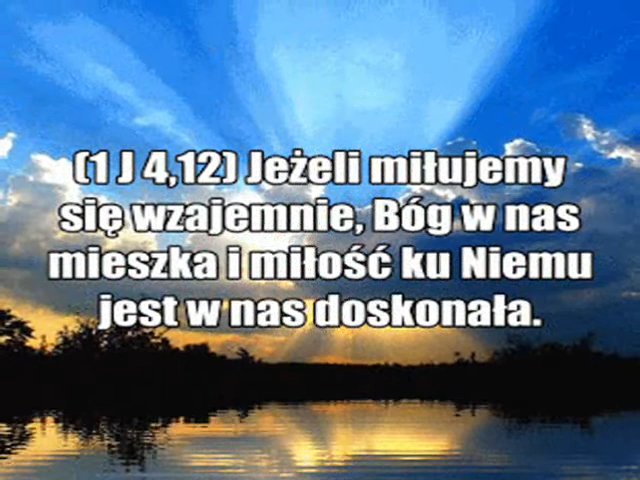 (1 J 4,12) Jeżeli miłujemy
się wzajemnie, Bóg w nas
mieszka i miłość ku Niemu
jest w nas doskonała.